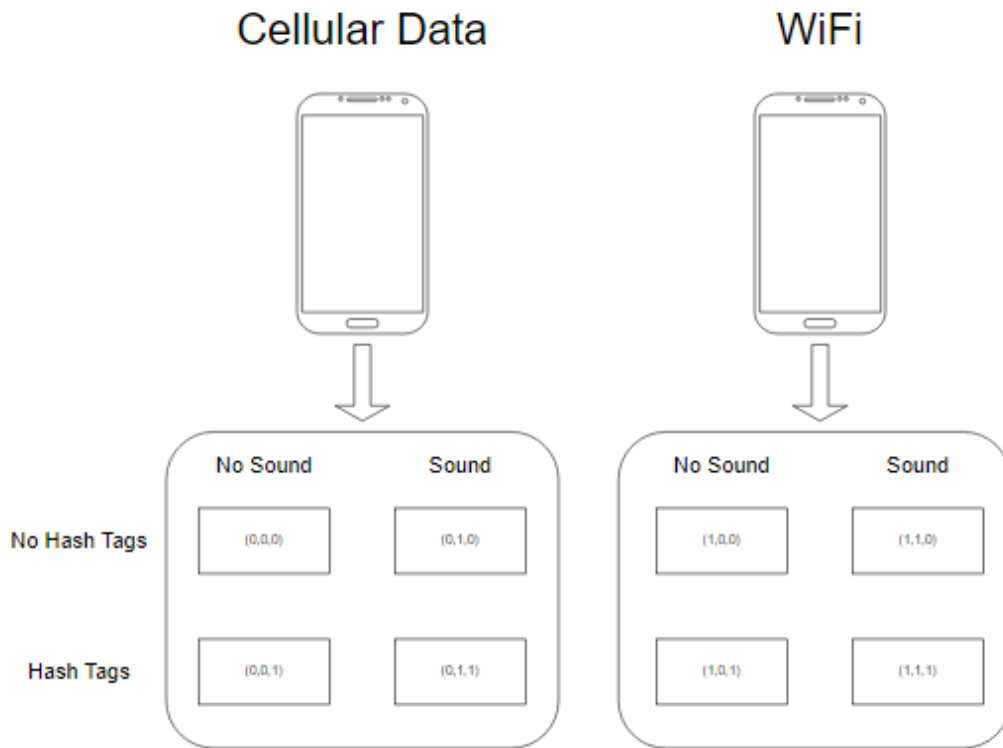 Cellular Data WiFi
No Sound Sound No Sound Sound
No Hash Tags (0,0,0) (0,1,0) (1,0,0) (1,1,0)
Hash Tags (0,0,1) (0,1,1) (1,0,1) (1,1,1)